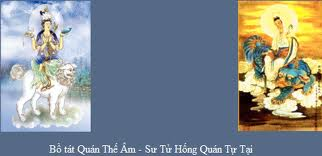 Bồ tát Quán Thế Âm - Sư Tử Hống Quán Tự Tại